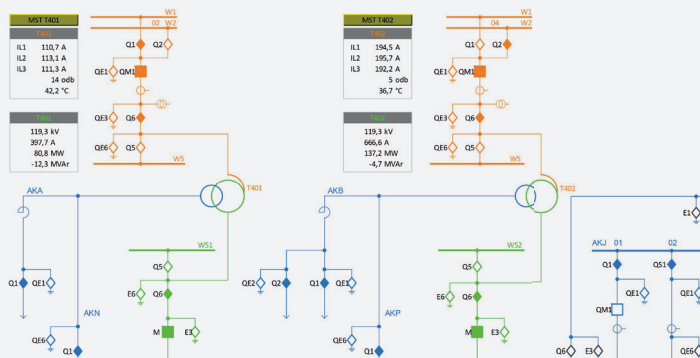 MST T401
T401
IL1 110,7 A
IL2 113,1 A
IL3 111,3 A
14 odb
42,2 °C
T401
119,3 kV
397,7 A
80,8 MW
-12,3 MVAr
W1
02 W2
Q1
Q2
QE1
QM1
QE3
Q6
QE6
Q5
W5
T401
AKA
Q1
QE1
AKN
QE6
Q1
W51
Q5
E6
Q6
M
E3
MST T402
T402
IL1 194,5 A
IL2 195,7 A
IL3 192,2 A
5 odb
36,7 °C
T402
119,3 kV
666,6 A
137,2 MW
-4,7 MVAr
W1
04 W2
Q1
Q2
QE1
QM1
QE3
Q6
QE6
Q5
W5
T402
AKB
QE2
Q2
Q1
QE1
AKP
QE6
Q1
W52
Q5
E6
Q6
M
E3
E1
AKJ 01 02
Q1
QS1
QE1
QE1
QM1
Q6
E3
QE6